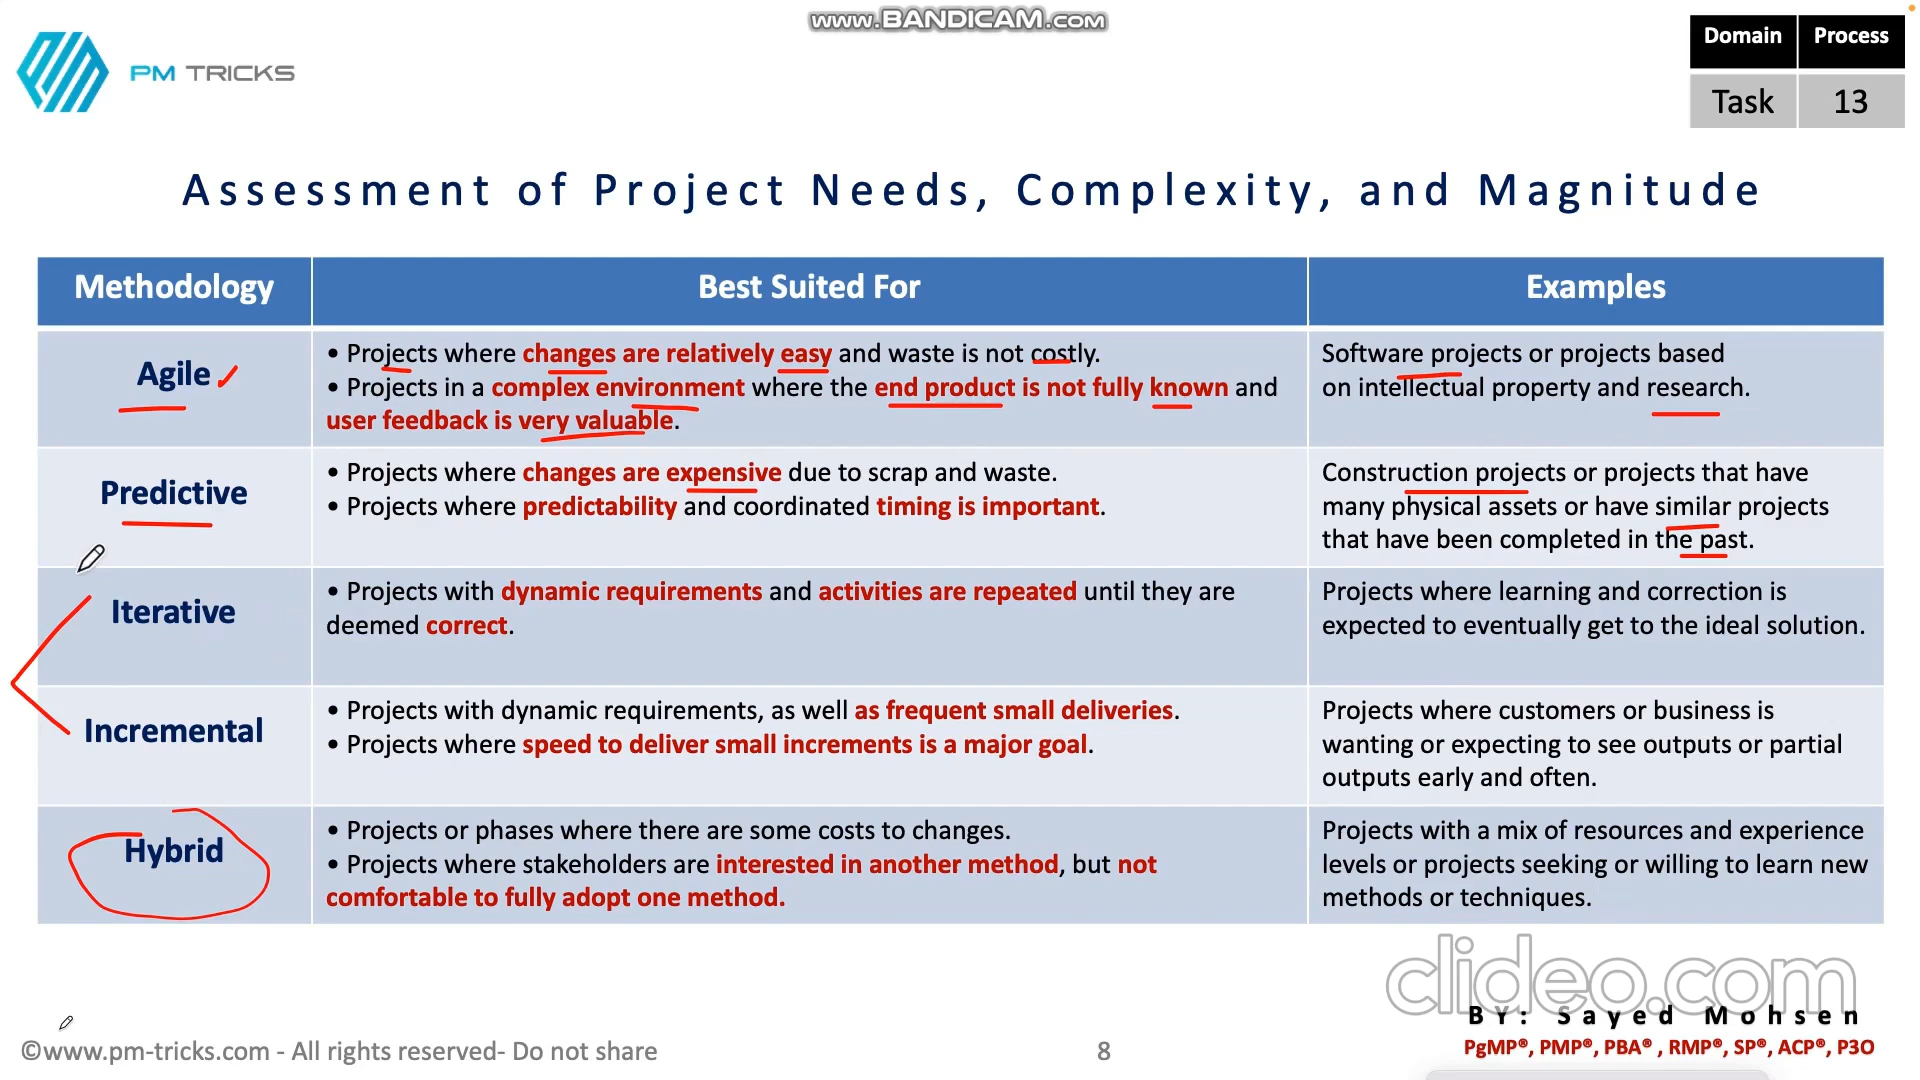 www.BANDICAM.com
PM TRICKS
Domain Process
Task 13
Assessment of Project Needs, Complexity, and Magnitude
Methodology Best Suited For Examples
Agile
• Projects where changes are relatively easy and waste is not costly.
• Projects in a complex environment where the end product is not fully known and
user feedback is very valuable.
Software projects or projects based
on intellectual property and research.
Predictive
• Projects where changes are expensive due to scrap and waste.
• Projects where predictability and coordinated timing is important.
Construction projects or projects that have
many physical assets or have similar projects
that have been completed in the past.
Iterative
• Projects with dynamic requirements and activities are repeated until they are
deemed correct.
Projects where learning and correction is
expected to eventually get to the ideal solution.
Incremental
• Projects with dynamic requirements, as well as frequent small deliveries.
• Projects where speed to deliver small increments is a major goal.
Projects where customers or business is
wanting or expecting to see outputs or partial
outputs early and often.
Hybrid
• Projects or phases where there are some costs to changes.
• Projects where stakeholders are interested in another method, but not
comfortable to fully adopt one method.
Projects with a mix of resources and experience
levels or projects seeking or willing to learn new
methods or techniques.
clideo.com
BY: Sayed Mohsen
PgMP®, PMP®, PBA® , RMP®, SP®, ACP®, P3O
©www.pm-tricks.com - All rights reserved- Do not share
8